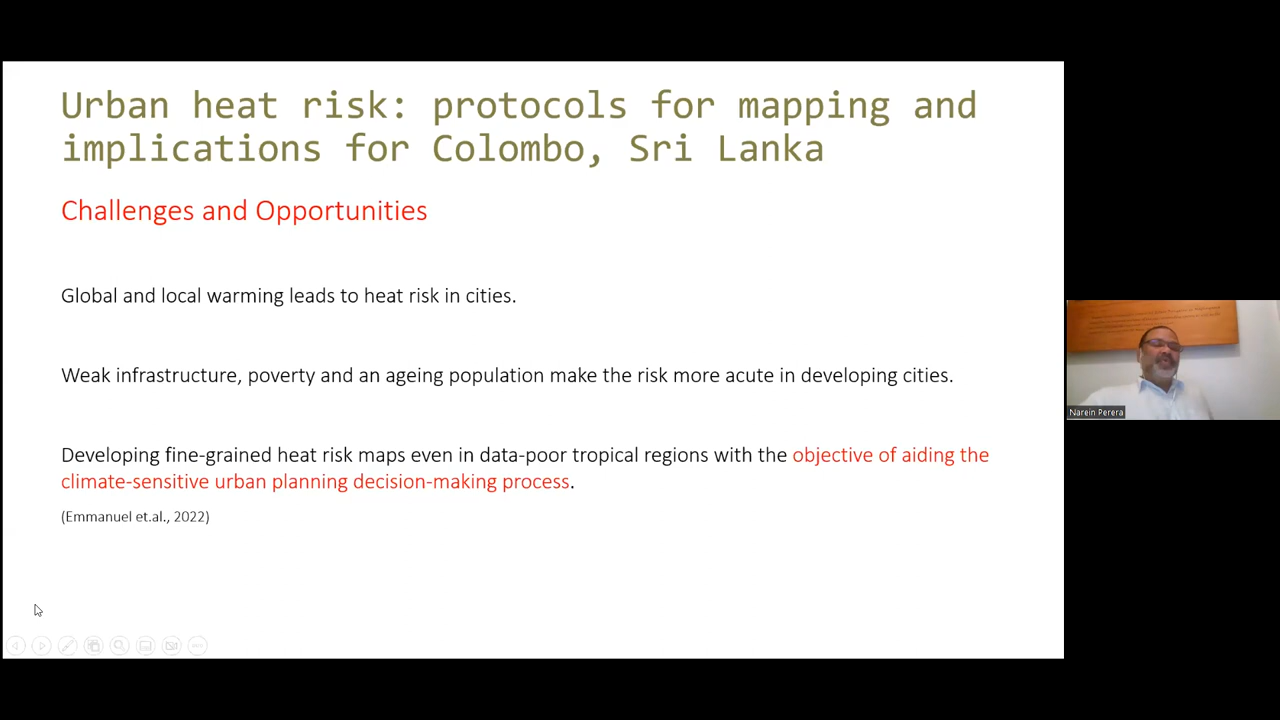 Urban heat risk: protocols for mapping and
implications for Colombo, Sri Lanka
Challenges and Opportunities
Global and local warming leads to heat risk in cities.
Weak infrastructure, poverty and an ageing population make the risk more acute in developing cities.
Developing fine-grained heat risk maps even in data-poor tropical regions with the objective of aiding the
climate-sensitive urban planning decision-making process.
(Emmanuel et.al., 2022)
Narein Perera